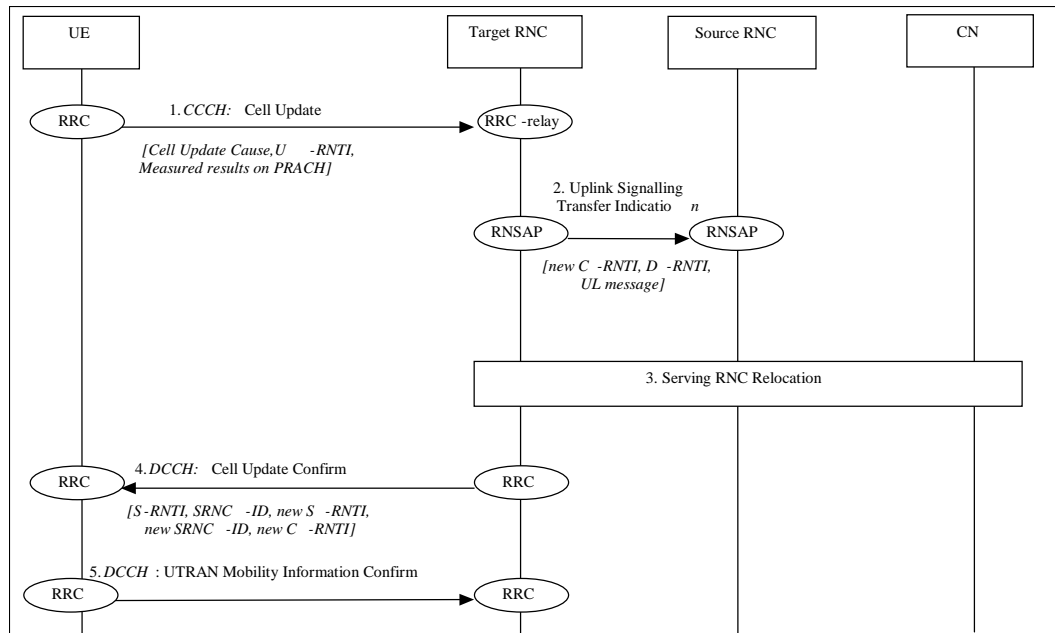 UE
Target RNC
Source RNC
CN
1. CCCH: Cell Update
RRC
RRC -relay
[Cell Update Cause,U -RNTI,
Measured results on PRACH]
2. Uplink Signalling
Transfer Indicatio n
RNSAP
RNSAP
[new C -RNTI, D -RNTI,
UL message]
3. Serving RNC Relocation
4. DCCH: Cell Update Confirm
RRC
RRC
[S-RNTI, SRNC -ID, new S -RNTI,
new SRNC -ID, new C -RNTI]
5. DCCH : UTRAN Mobility Information Confirm
RRC
RRC